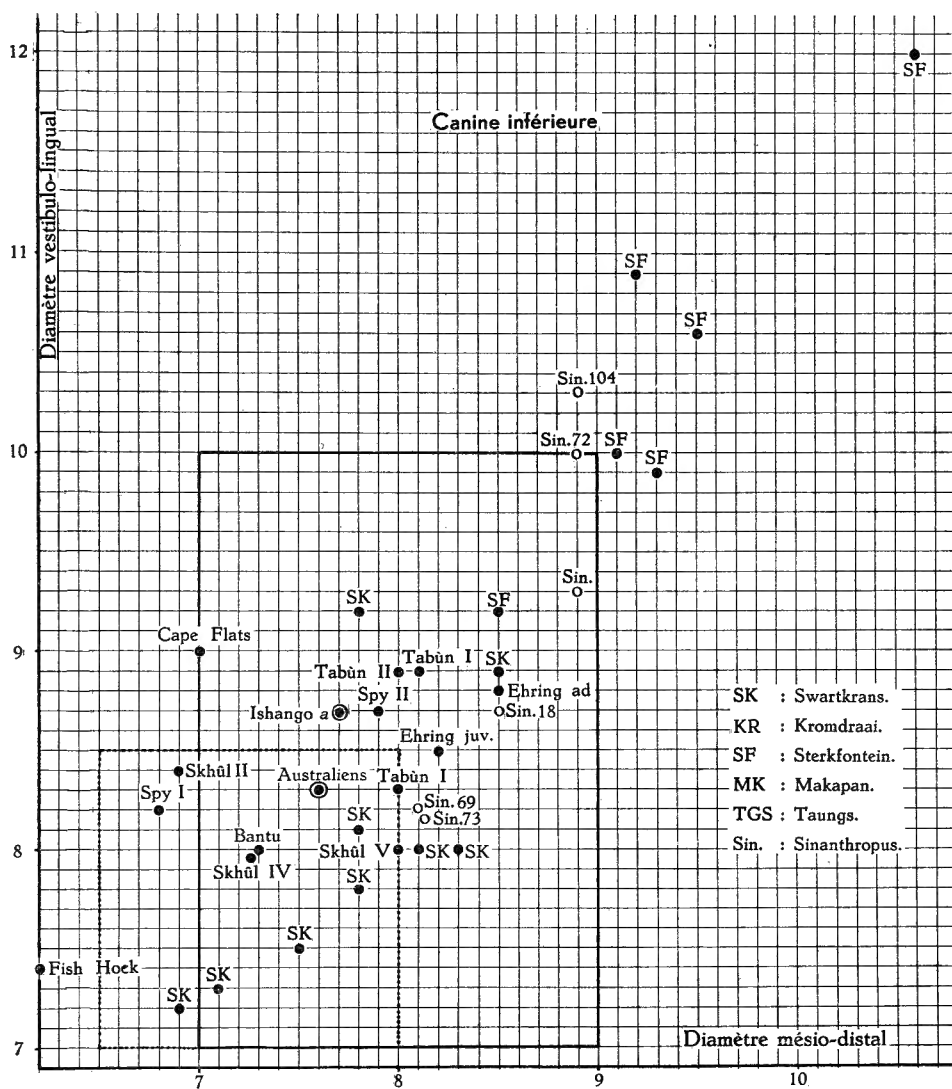 12
SF
Canine inférieure
Diamètre vestibulo-lingual
11
SF
SF
Sin.104
Sin.72
SF
SF
10
Sin.
SK
SF
Cape Flats
9
Tabùn II
Tabùn I
SK
Spy II
Ehring ad
Ishango a
Sin.18
Ehring juv.
Skhûl II
Australiens
Tabùn I
Spy I
Sin.69
Sin.73
SK
Bantu
8
Skhûl V
SK
SK
Skhûl IV
SK
SK
Fish Hoek
SK
SK
7
SK : Swartkrans.
KR : Kromdraai.
SF : Sterkfontein.
MK : Makapan.
TGS : Taungs.
Sin. : Sinanthropus.
Diamètre mésio-distal
7 8 9 10